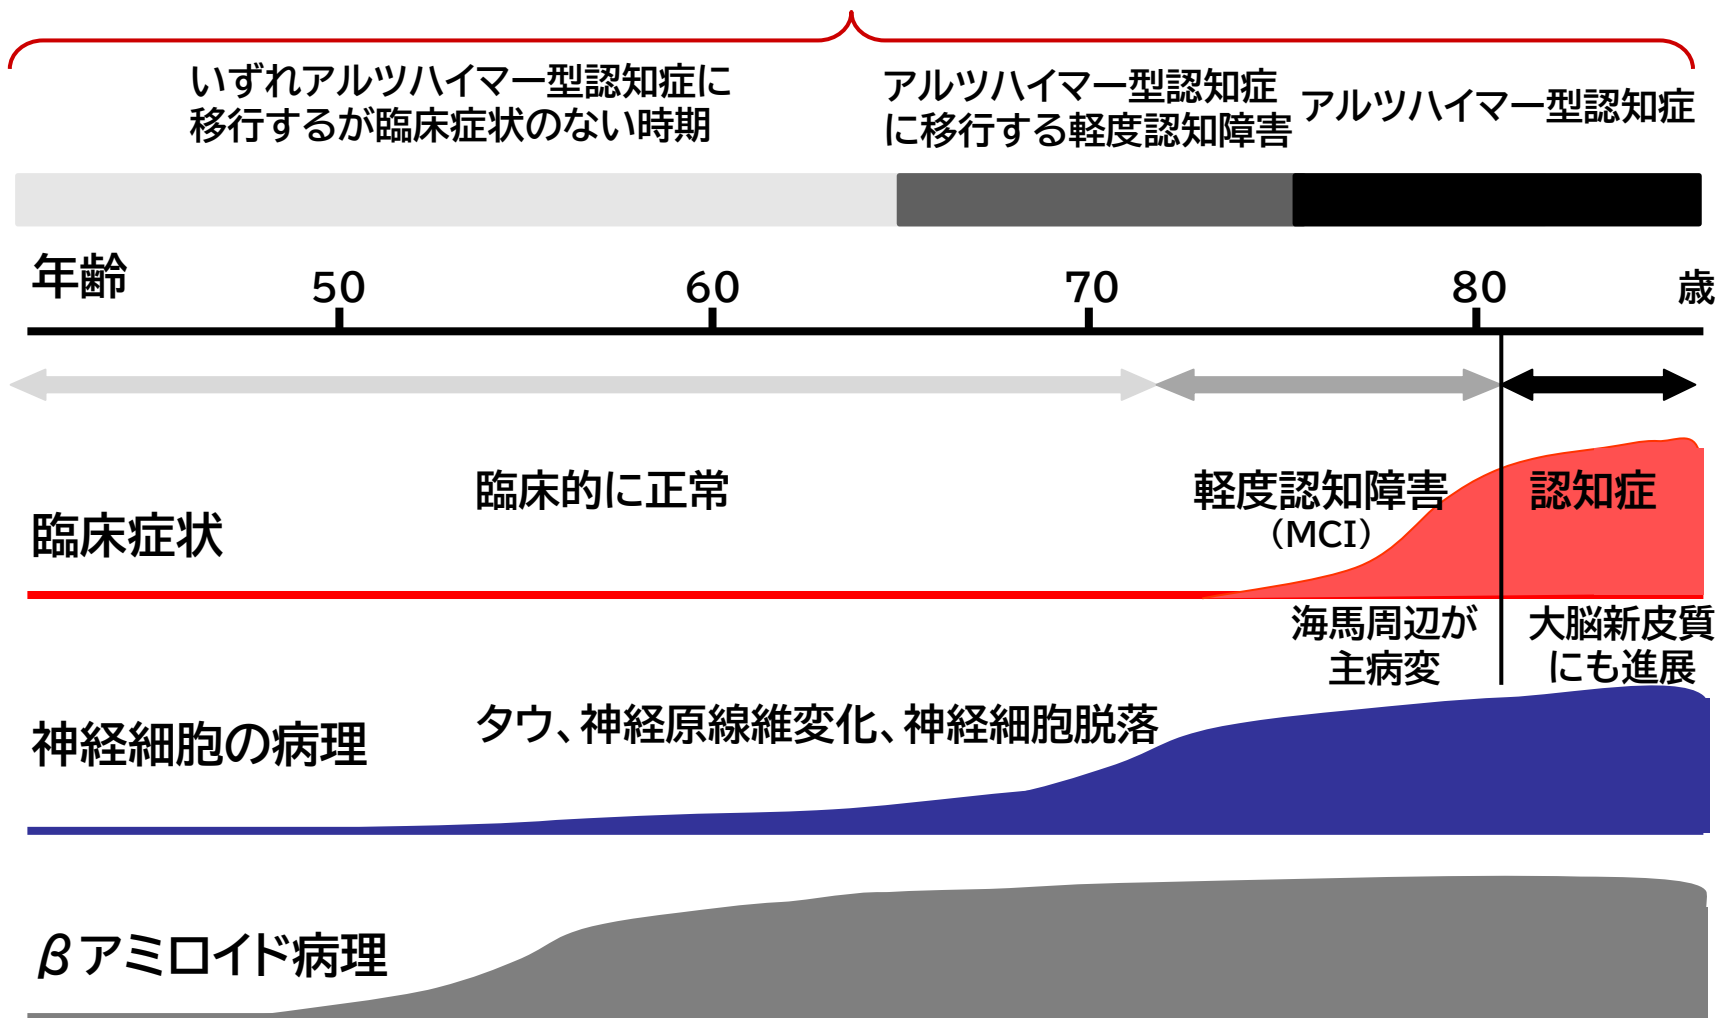 いずれアルツハイマー型認知症に
移行するが臨床症状のない時期
アルツハイマー型認知症
に移行する軽度認知障害
アルツハイマー型認知症
年齢
50
60
70
80
歳
臨床的に正常
軽度認知障害
（MCI）
認知症
臨床症状
海馬周辺が
主病変
大脳新皮質
にも進展
タウ、神経原線維変化、神経細胞脱落
神経細胞の病理
βアミロイド病理